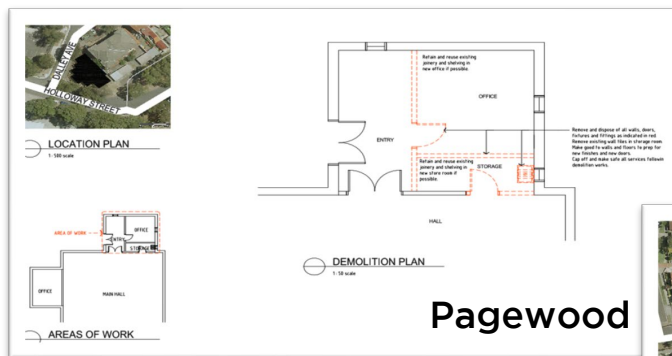 DALLEY AVE
HOLLOWAY STREET
LOCATION PLAN
1:500 scale
AREA OF WORK
OFFICE
ENTRY
STORAGE
OFFICE
MAIN HALL
AREAS OF WORK
Retain and reuse existing
joinery and shelving in
new office if possible.
OFFICE
ENTRY
Remove and dispose of all walls, doors,
fixtures and fittings as indicated in red
Remove existing wall tiles in storage room
Make good to walls and floors to prep for
new finishes and new doors.
Cap off and make safe all services followin
demolition works.
Retain and reuse existing
joinery and shelving in
new store room if
possible.
STORAGE
HALL
DEMOLITION PLAN
1:50 scale
Pagewood